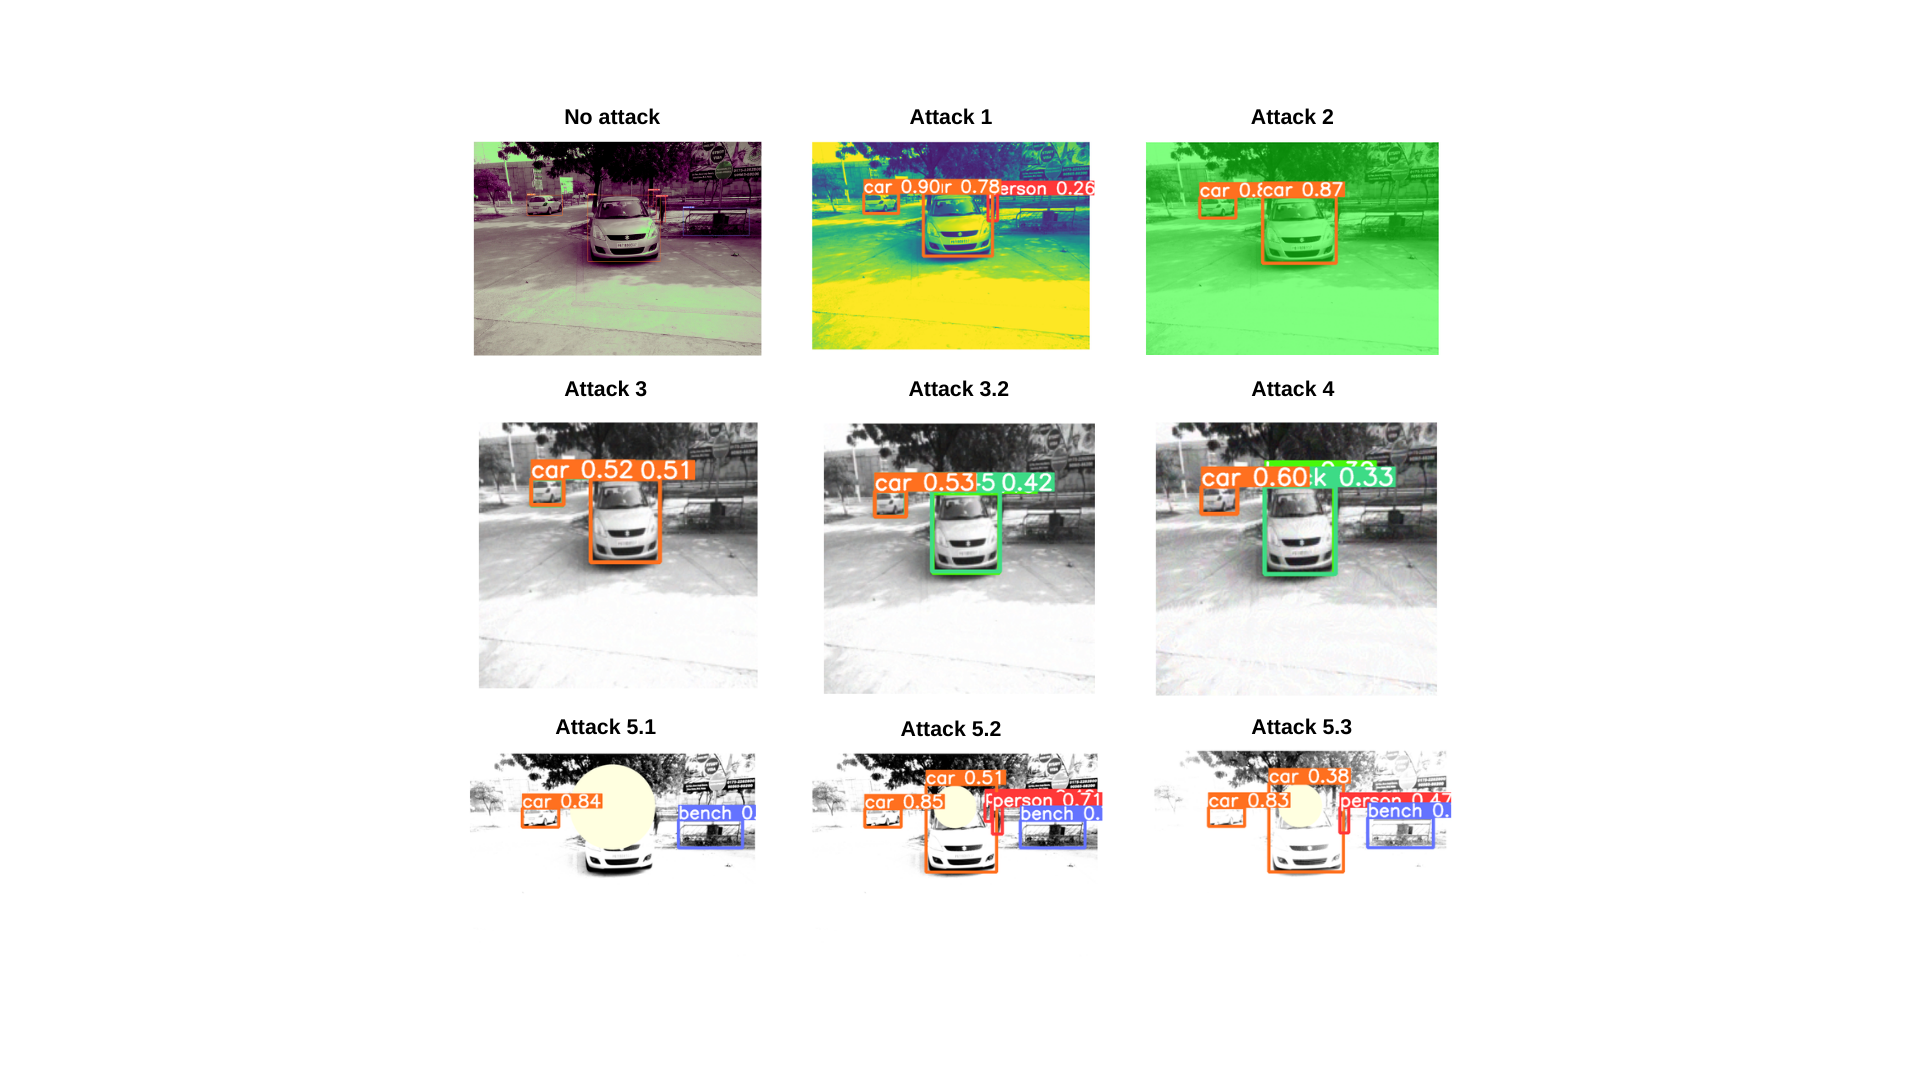 No attack
Attack 1
Attack 2
car 0.90
r 0.78
erson 0.26
car 0.8
car 0.87
Attack 3
Attack 3.2
Attack 4
car 0.52 0.51
car 0.53
0.42
car 0.60
k 0.33
Attack 5.1
Attack 5.2
Attack 5.3
car 0.84
bench 0.
car 0.51
car 0.85
person 0.71
bench 0.
car 0.38
car 0.83
person 0.47
bench 0.